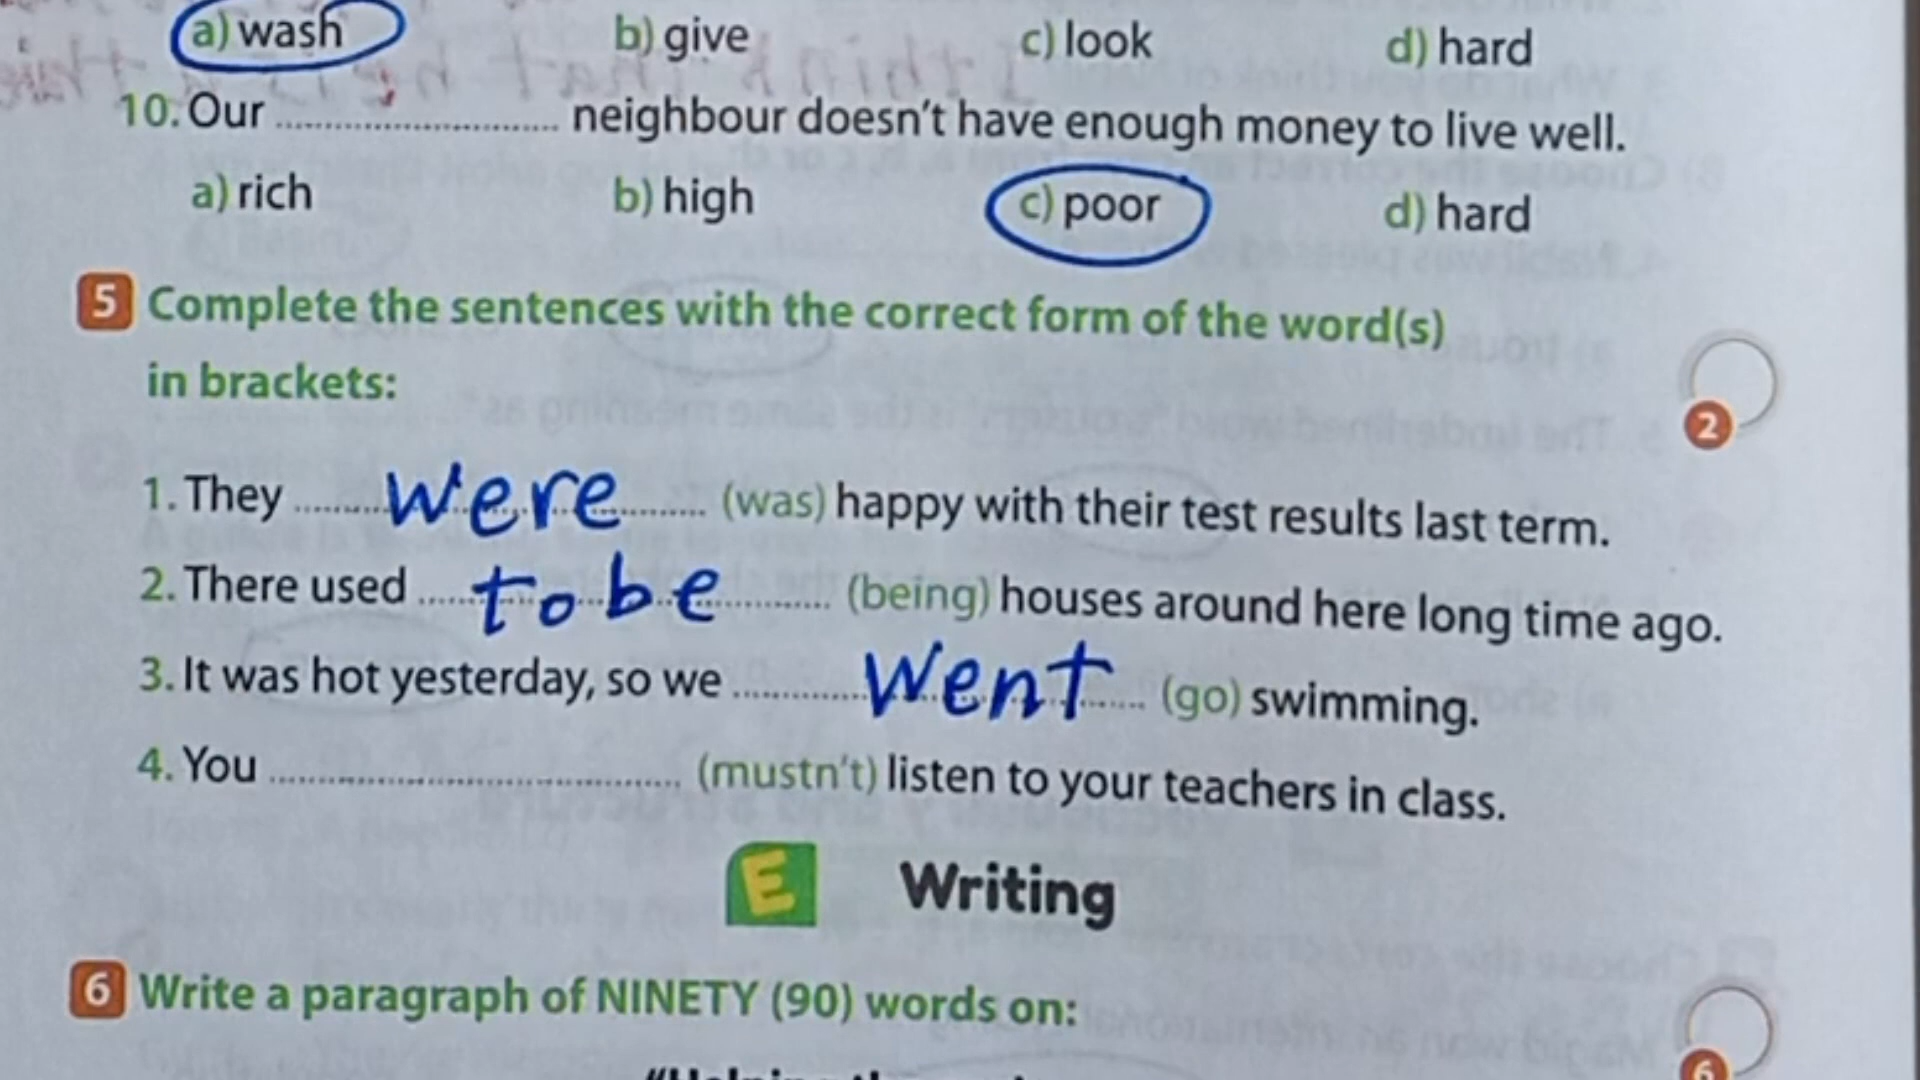 a) wash b) give c) look d) hard
10. Our ........................ neighbour doesn't have enough money to live well.
a) rich b) high c) poor d) hard
5 Complete the sentences with the correct form of the word(s)
in brackets:
2
1. They were (was) happy with their test results last term.
2. There used to be (being) houses around here long time ago.
3. It was hot yesterday, so we went (go) swimming.
4. You ........................ (mustn't) listen to your teachers in class.
E Writing
6 Write a paragraph of NINETY (90) words on:
6